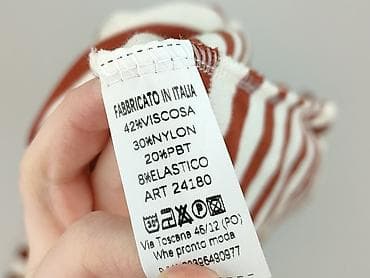 FABBRICATO IN ITALIA
42%VISCOSA
30%NYLON
20%PBT
8%ELASTICO
ART 24180
Via Toscana 45/12 (PO)
Whe pronto moda